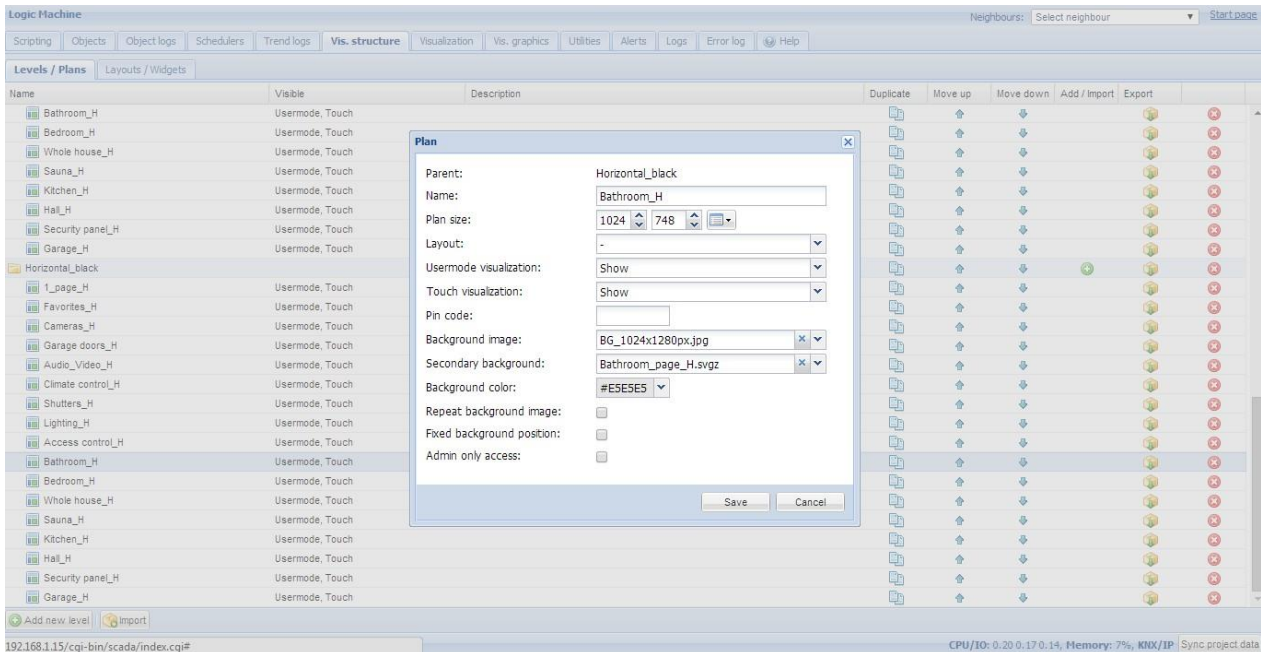 Logic Machine Neighbours: Select neighbour Start page
Scripting Objects Object logs Schedulers Trend logs Vis. structure Visualization Vis. graphics Utilities Alerts Logs Error log Help
Levels / Plans Layouts / Widgets
Name Visible Description Duplicate Move up Move down Add / Import Export
Bathroom_H Usermode, Touch
Bedroom_H Usermode, Touch
Whole house_H Usermode, Touch
Sauna_H Usermode, Touch
Kitchen_H Usermode, Touch
Hall_H Usermode, Touch
Security panel_H Usermode, Touch
Garage_H Usermode, Touch
Horizontal_black
1_page_H Usermode, Touch
Favorites_H Usermode, Touch
Cameras_H Usermode, Touch
Garage doors_H Usermode, Touch
Audio_Video_H Usermode, Touch
Climate control_H Usermode, Touch
Shutters_H Usermode, Touch
Lighting_H Usermode, Touch
Access control_H Usermode, Touch
Bathroom_H Usermode, Touch
Bedroom_H Usermode, Touch
Whole house_H Usermode, Touch
Sauna_H Usermode, Touch
Kitchen_H Usermode, Touch
Hall_H Usermode, Touch
Security panel_H Usermode, Touch
Garage_H Usermode, Touch
Plan
Parent: Horizontal_black
Name: Bathroom_H
Plan size: 1024 748
Layout: -
Usermode visualization: Show
Touch visualization: Show
Pin code:
Background image: BG_1024x1280px.jpg
Secondary background: Bathroom_page_H.svgz
Background color: #E5E5E5
Repeat background image:
Fixed background position:
Admin only access:
Save Cancel
Add new level Import
192.168.1.15/cgi-bin/scada/index.cgi# CPU/IO: 0.20 0.17 0.14, Memory: 7%, KNX/IP Sync project data